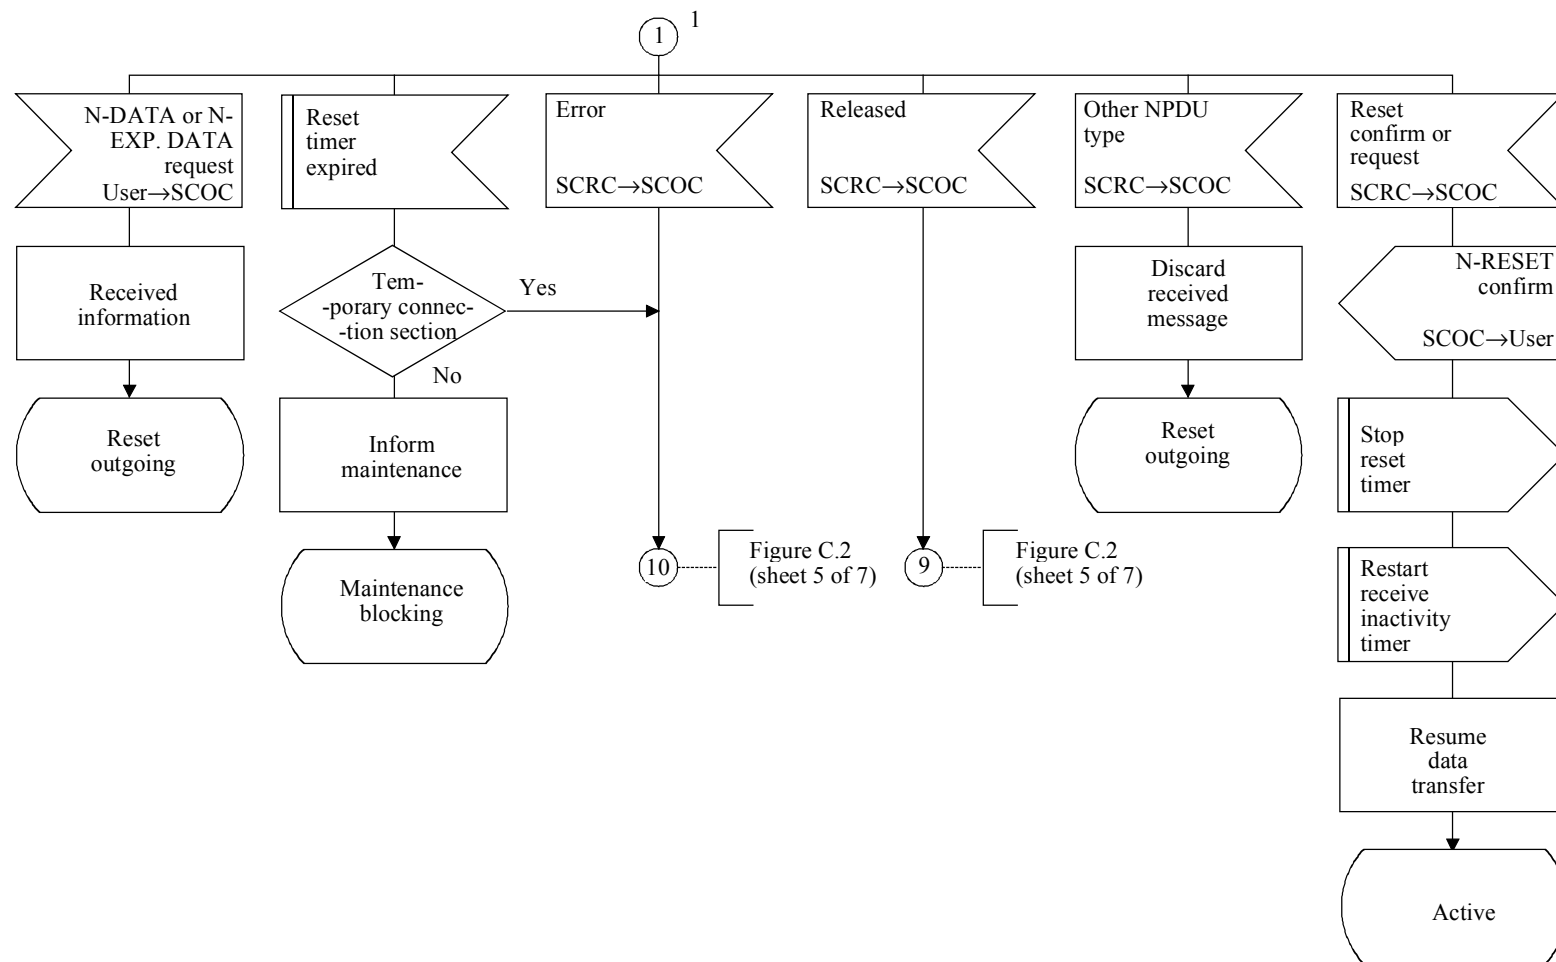 1
1
N-DATA or N-
EXP. DATA
request
User→SCOC
Reset
timer
expired
Error
SCRC→SCOC
Released
SCRC→SCOC
Other NPDU
type
SCRC→SCOC
Reset
confirm or
request
SCRC→SCOC
Received
information
Tem-
-porary connec-
-tion section
Yes
No
Discard
received
message
N-RESET
confirm
SCOC→User
Reset
outgoing
Inform
maintenance
Reset
outgoing
Stop
reset
timer
Maintenance
blocking
10
Figure C.2
(sheet 5 of 7)
9
Figure C.2
(sheet 5 of 7)
Restart
receive
inactivity
timer
Resume
data
transfer
Active